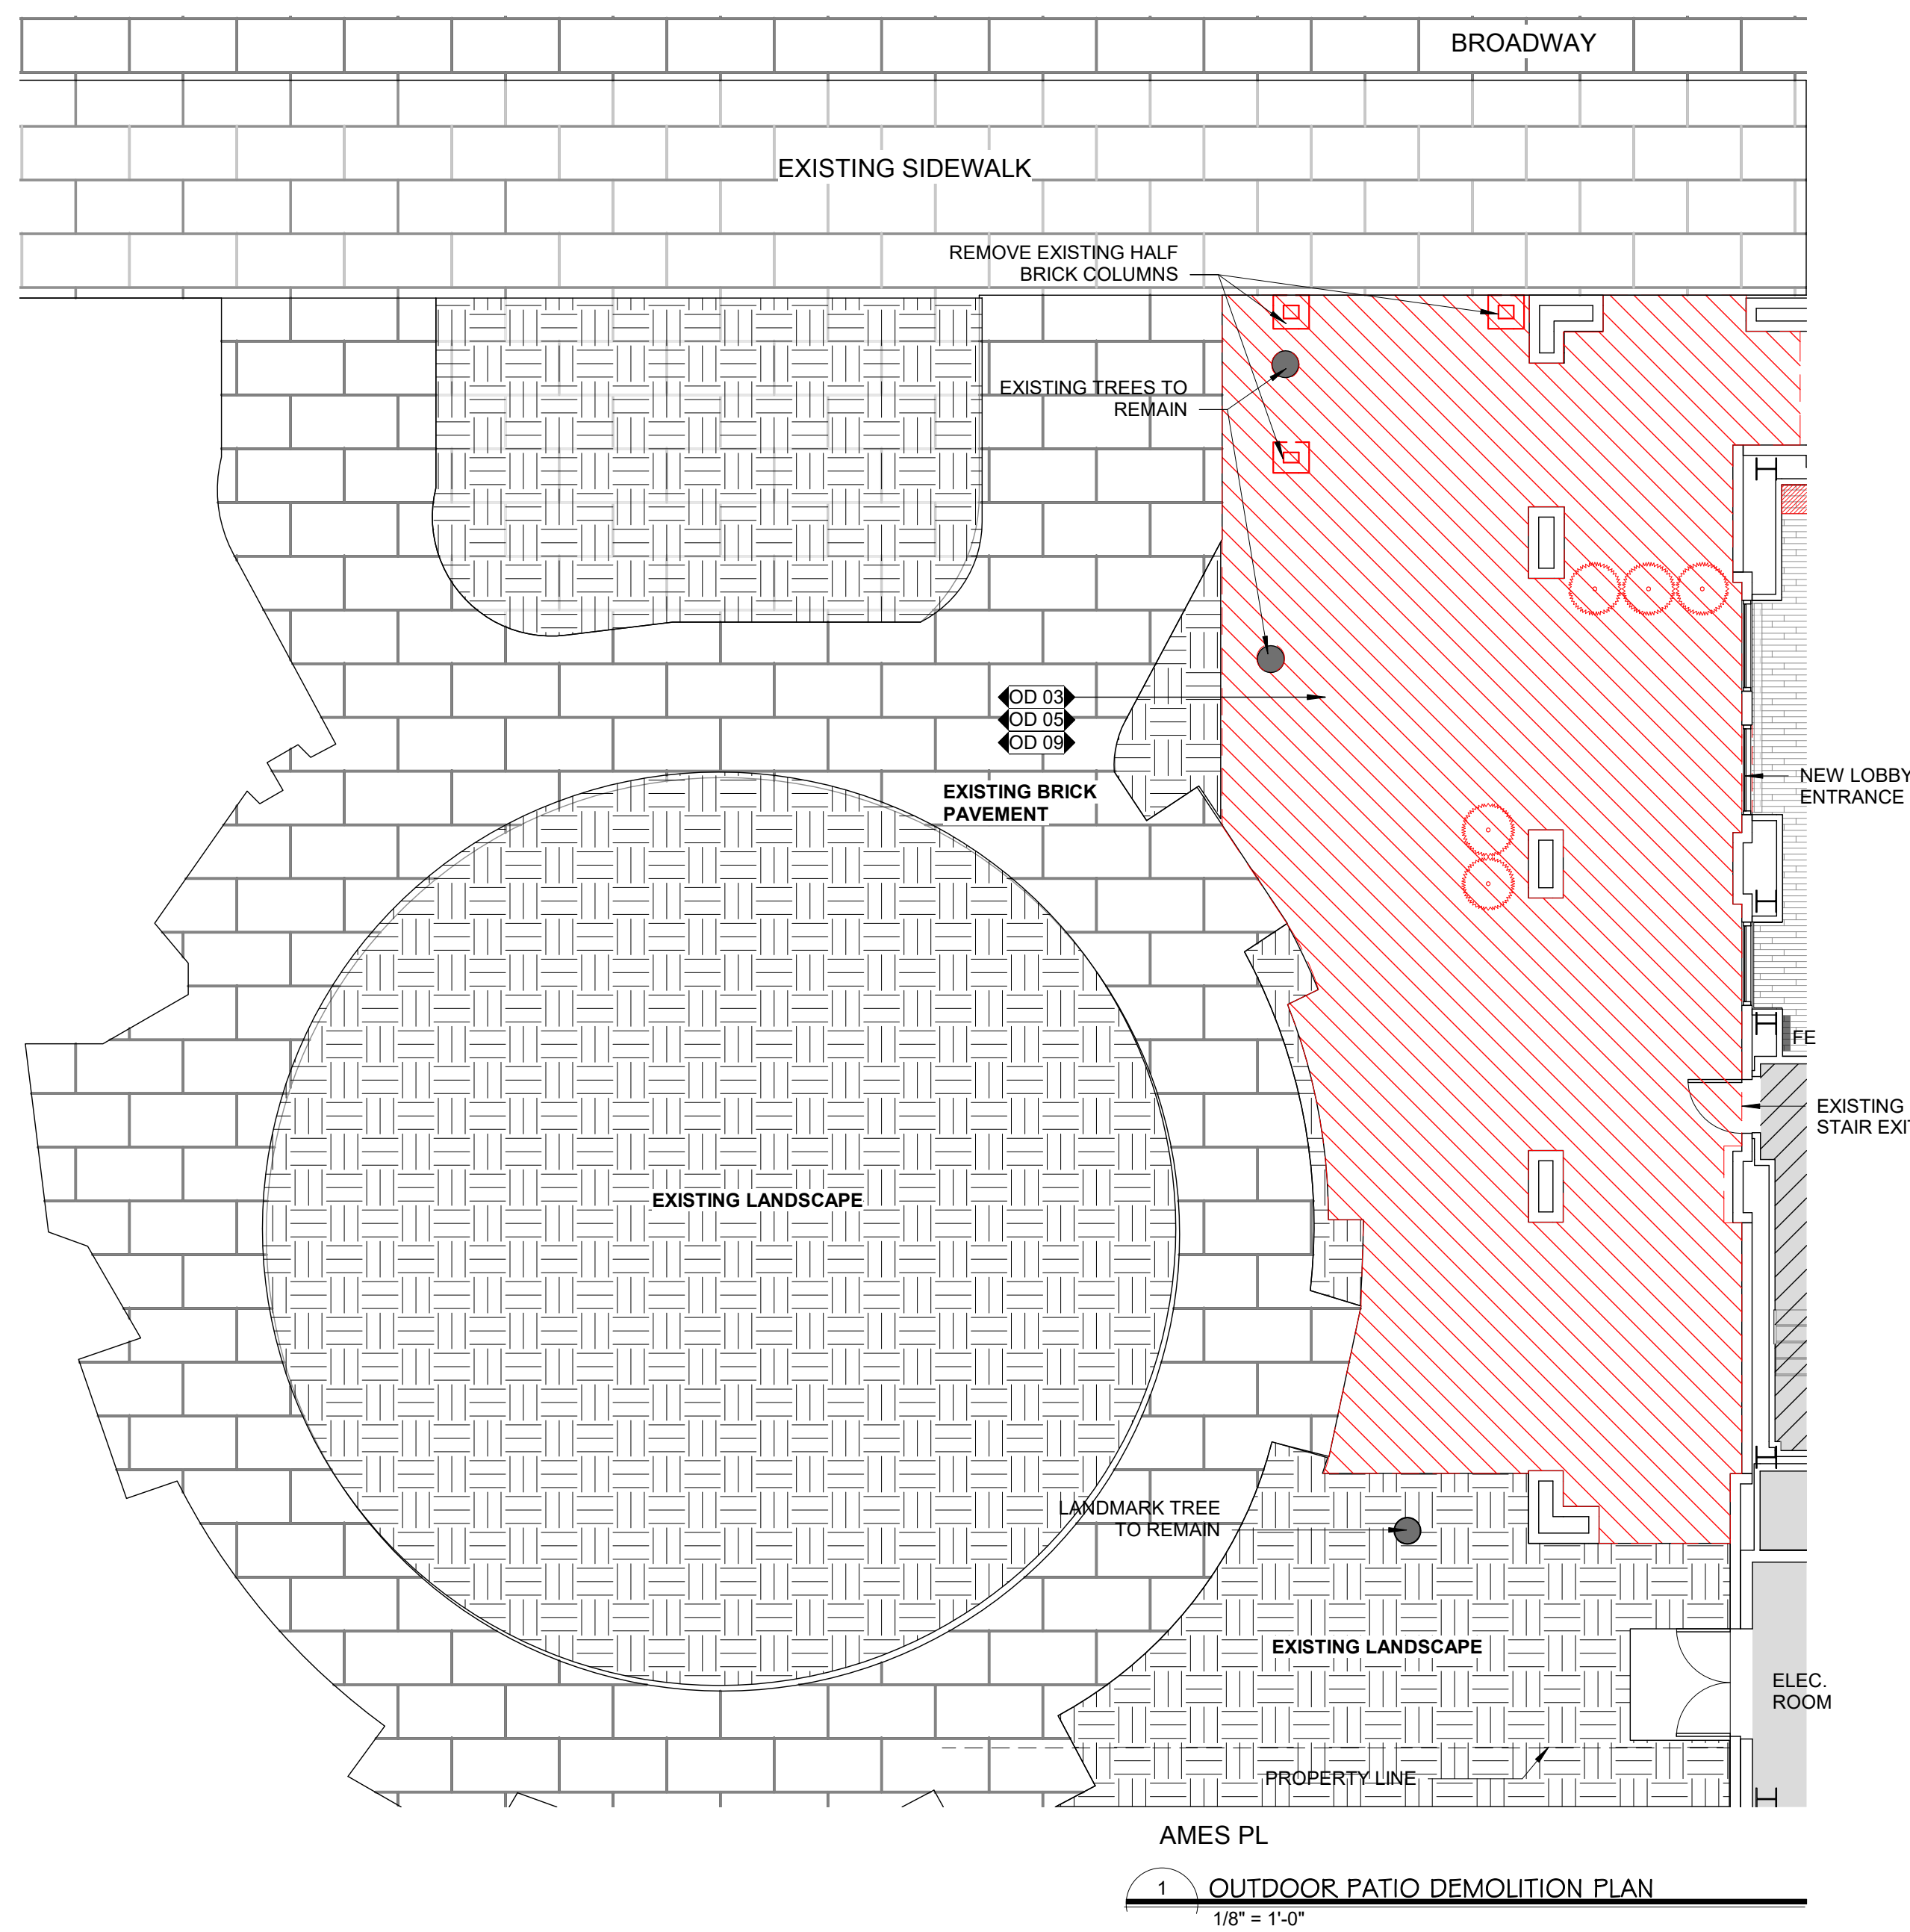 BROADWAY
EXISTING SIDEWALK
REMOVE EXISTING HALF
BRICK COLUMNS
EXISTING TREES TO
REMAIN
OD 03
OD 05
OD 09
EXISTING BRICK
PAVEMENT
NEW LOBBY
ENTRANCE
FE
EXISTING
STAIR EXI
EXISTING LANDSCAPE
LANDMARK TREE
TO REMAIN
EXISTING LANDSCAPE
ELEC.
ROOM
PROPERTY LINE
AMES PL
1 OUTDOOR PATIO DEMOLITION PLAN
1/8" = 1'-0"